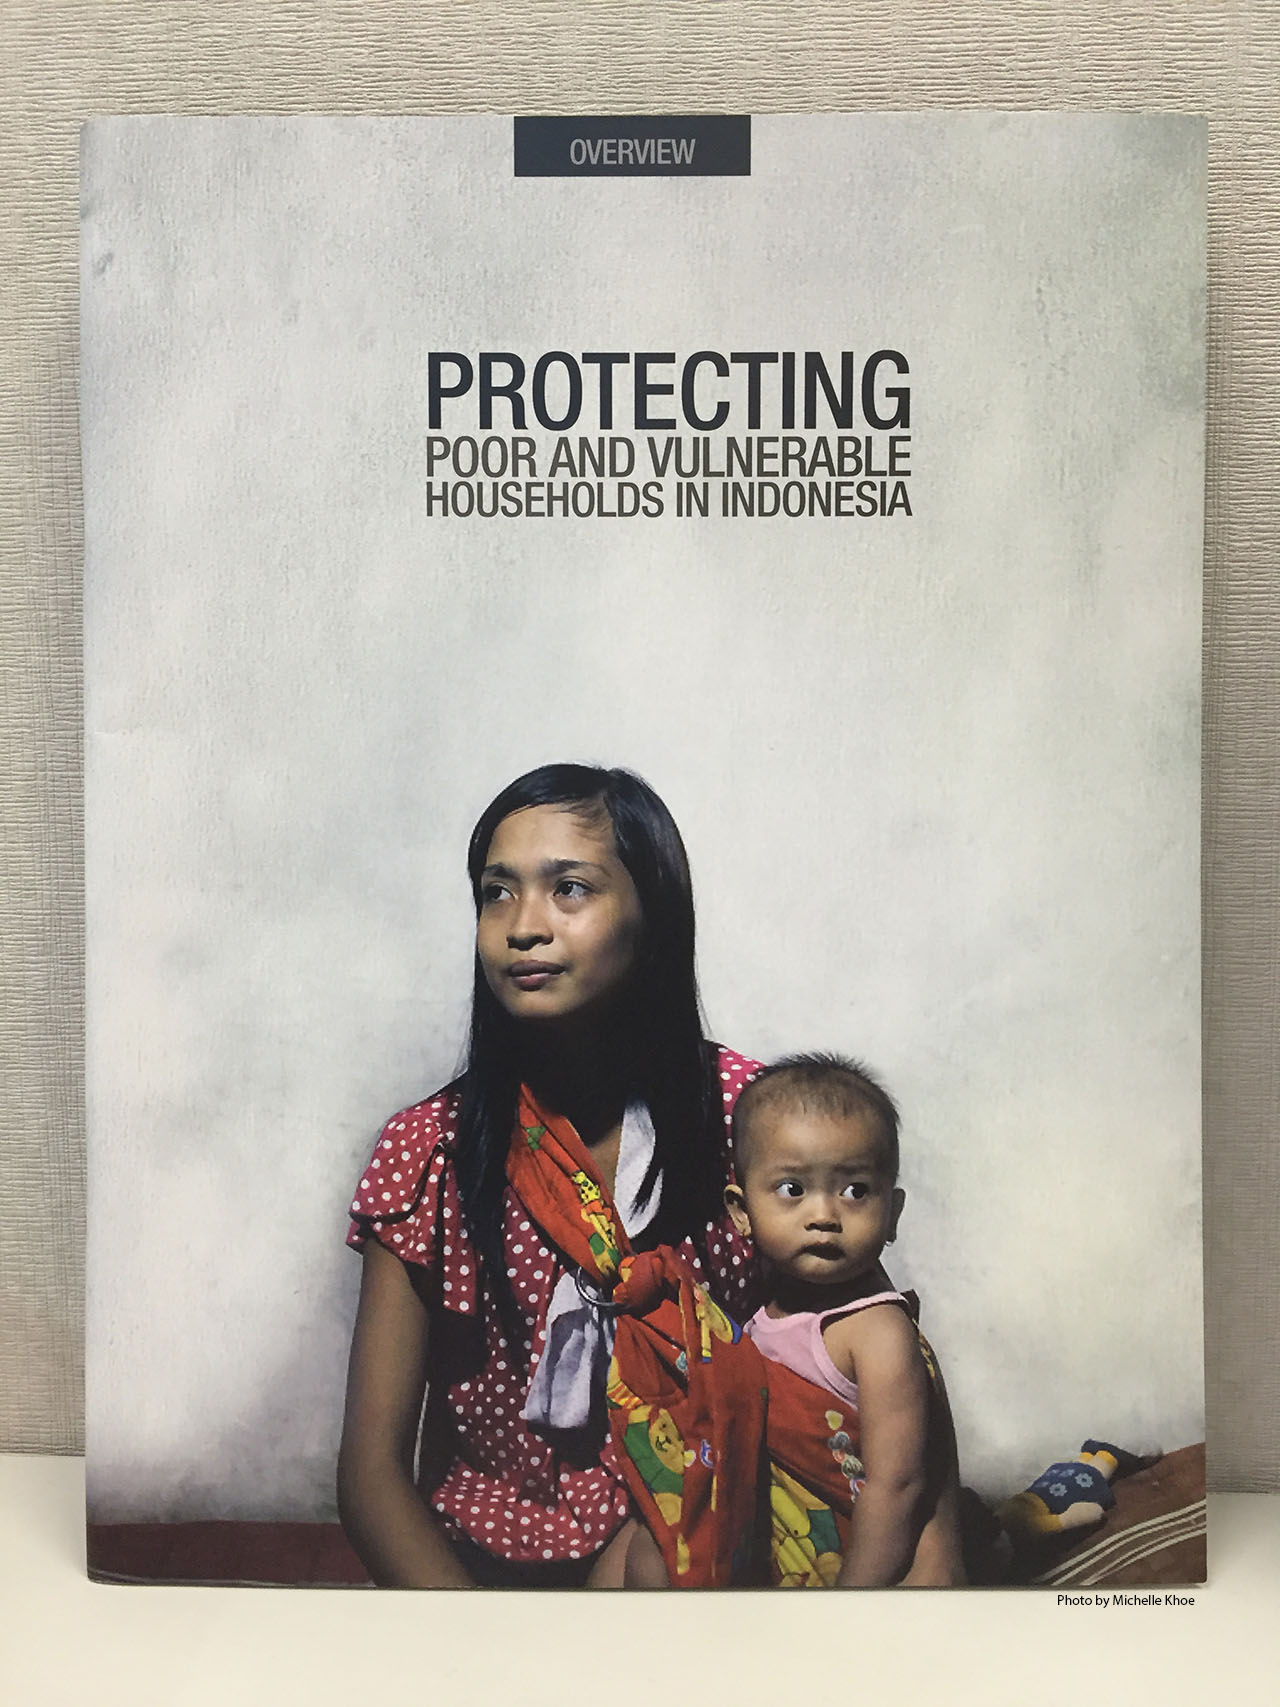 OVERVIEW
PROTECTING
POOR AND VULNERABLE
HOUSEHOLDS IN INDONESIA
Photo by Michelle Khoe